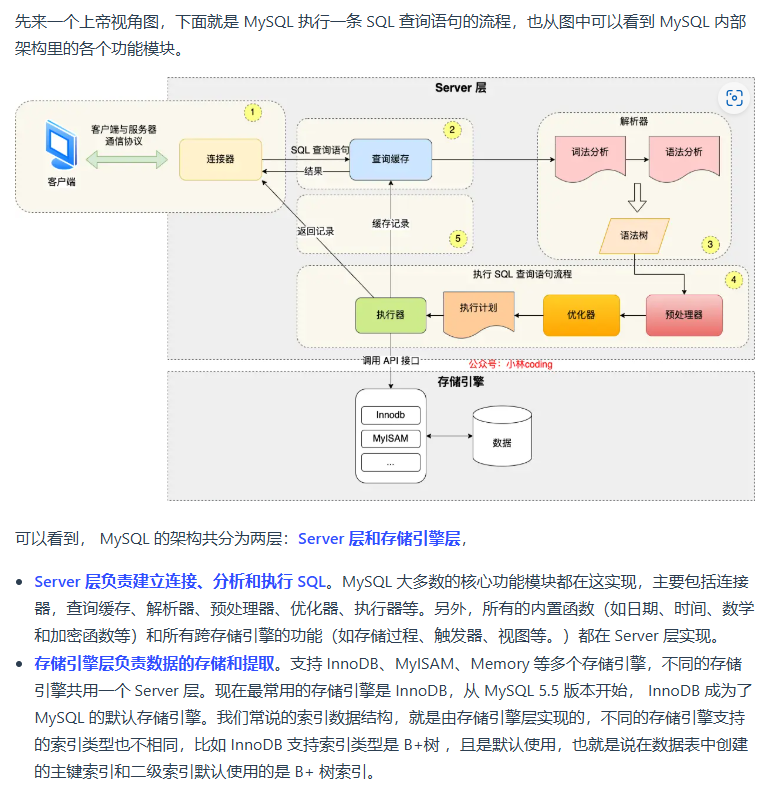 先来一个上帝视角图，下面就是 MySQL 执行一条 SQL 查询语句的流程，也从图中可以看到 MySQL 内部
架构里的各个功能模块。
Server 层
1
客户端与服务器
通信协议
客户端
连接器
SQL 查询语句
结果
2
查询缓存
解析器
词法分析
语法分析
语法树
3
返回记录
缓存记录
5
执行 SQL 查询语句流程
4
执行器
执行计划
优化器
预处理器
调用 API 接口
公众号：小林coding
存储引擎
Innodb
MyISAM
...
数据
可以看到， MySQL 的架构共分为两层：Server 层和存储引擎层，
• Server 层负责建立连接、分析和执行 SQL。MySQL 大多数的核心功能模块都在这实现，主要包括连接
器，查询缓存、解析器、预处理器、优化器、执行器等。另外，所有的内置函数（如日期、时间、数学
和加密函数等）和所有跨存储引擎的功能（如存储过程、触发器、视图等。）都在 Server 层实现。
• 存储引擎层负责数据的存储和提取。支持 InnoDB、MyISAM、Memory 等多个存储引擎，不同的存储
引擎共用一个 Server 层。现在最常用的存储引擎是 InnoDB，从 MySQL 5.5 版本开始， InnoDB 成为了
MySQL 的默认存储引擎。我们常说的索引数据结构，就是由存储引擎层实现的，不同的存储引擎支持
的索引类型也不相同，比如 InnoDB 支持索引类型是 B+树 ，且是默认使用，也就是说在数据表中创建
的主键索引和二级索引默认使用的是 B+ 树索引。